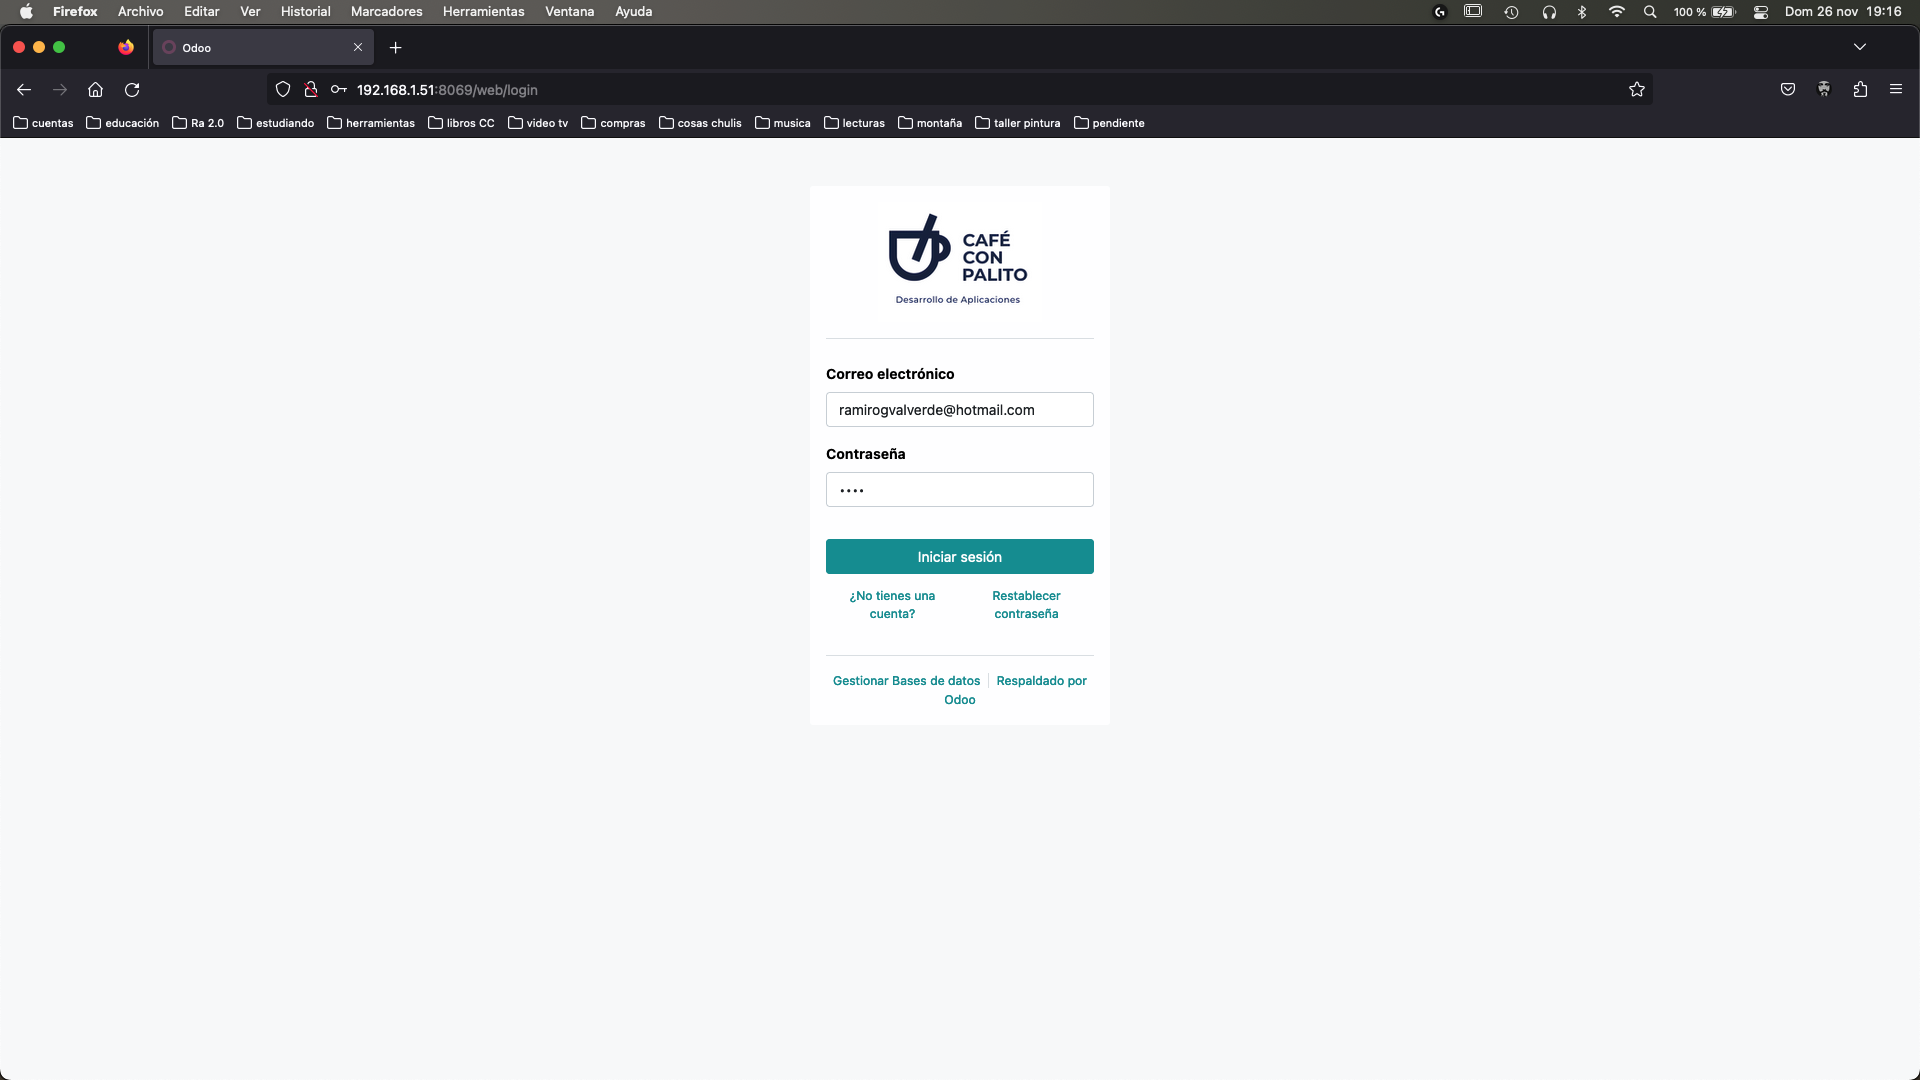 Firefox Archivo Editar Ver Historial Marcadores Herramientas Ventana Ayuda 100 % Dom 26 nov 19:16
Odoo
192.168.1.51:8069/web/login
cuentas educación Ra 2.0 estudiando herramientas libros CC video tv compras cosas chulis musica lecturas montaña taller pintura pendiente
CAFÉ
CON
PALITO
Desarrollo de Aplicaciones
Correo electrónico
ramirogvalverde@hotmail.com
Contraseña
••••
Iniciar sesión
¿No tienes una
cuenta?
Restablecer
contraseña
Gestionar Bases de datos Respaldado por
Odoo